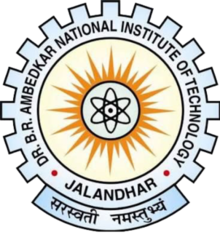 DR. B.R. AMBEDKAR NATIONAL INSTITUTE OF TECHNOLOGY
• JALANDHAR •
सरस्वती नमस्तुभ्यं